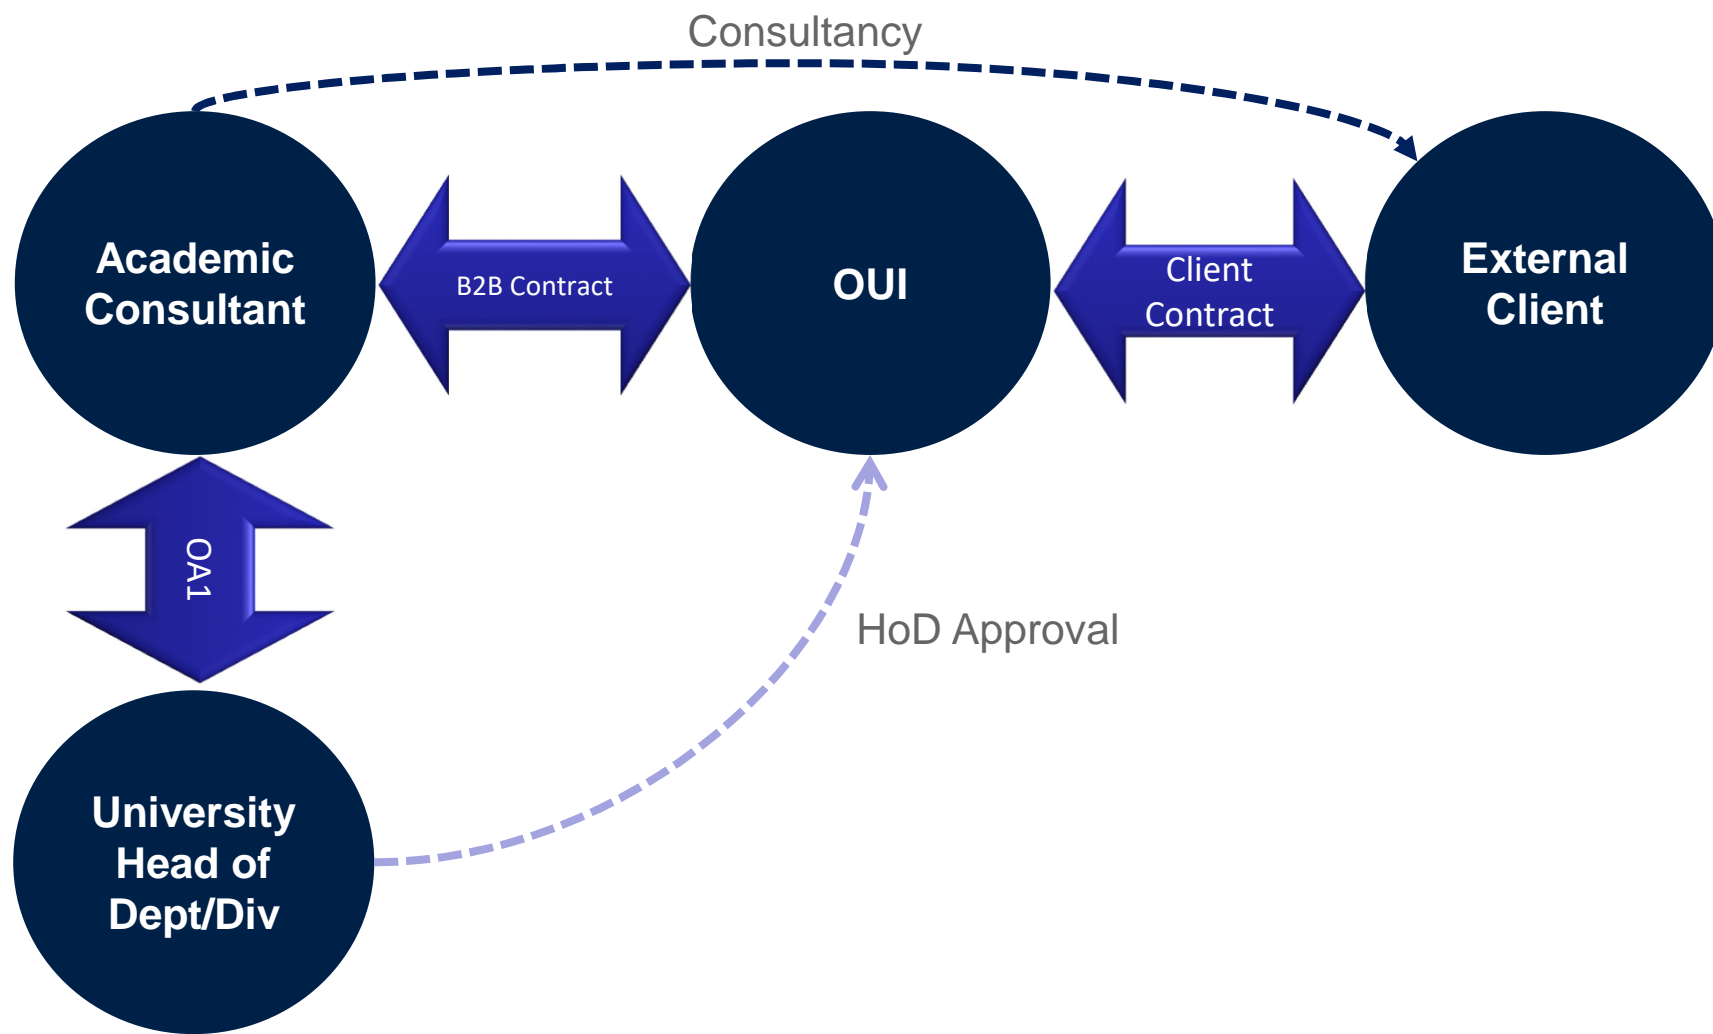 Consultancy
Academic
Consultant
B2B Contract
OUI
Client
Contract
External
Client
OA1
HoD Approval
University
Head of
Dept/Div